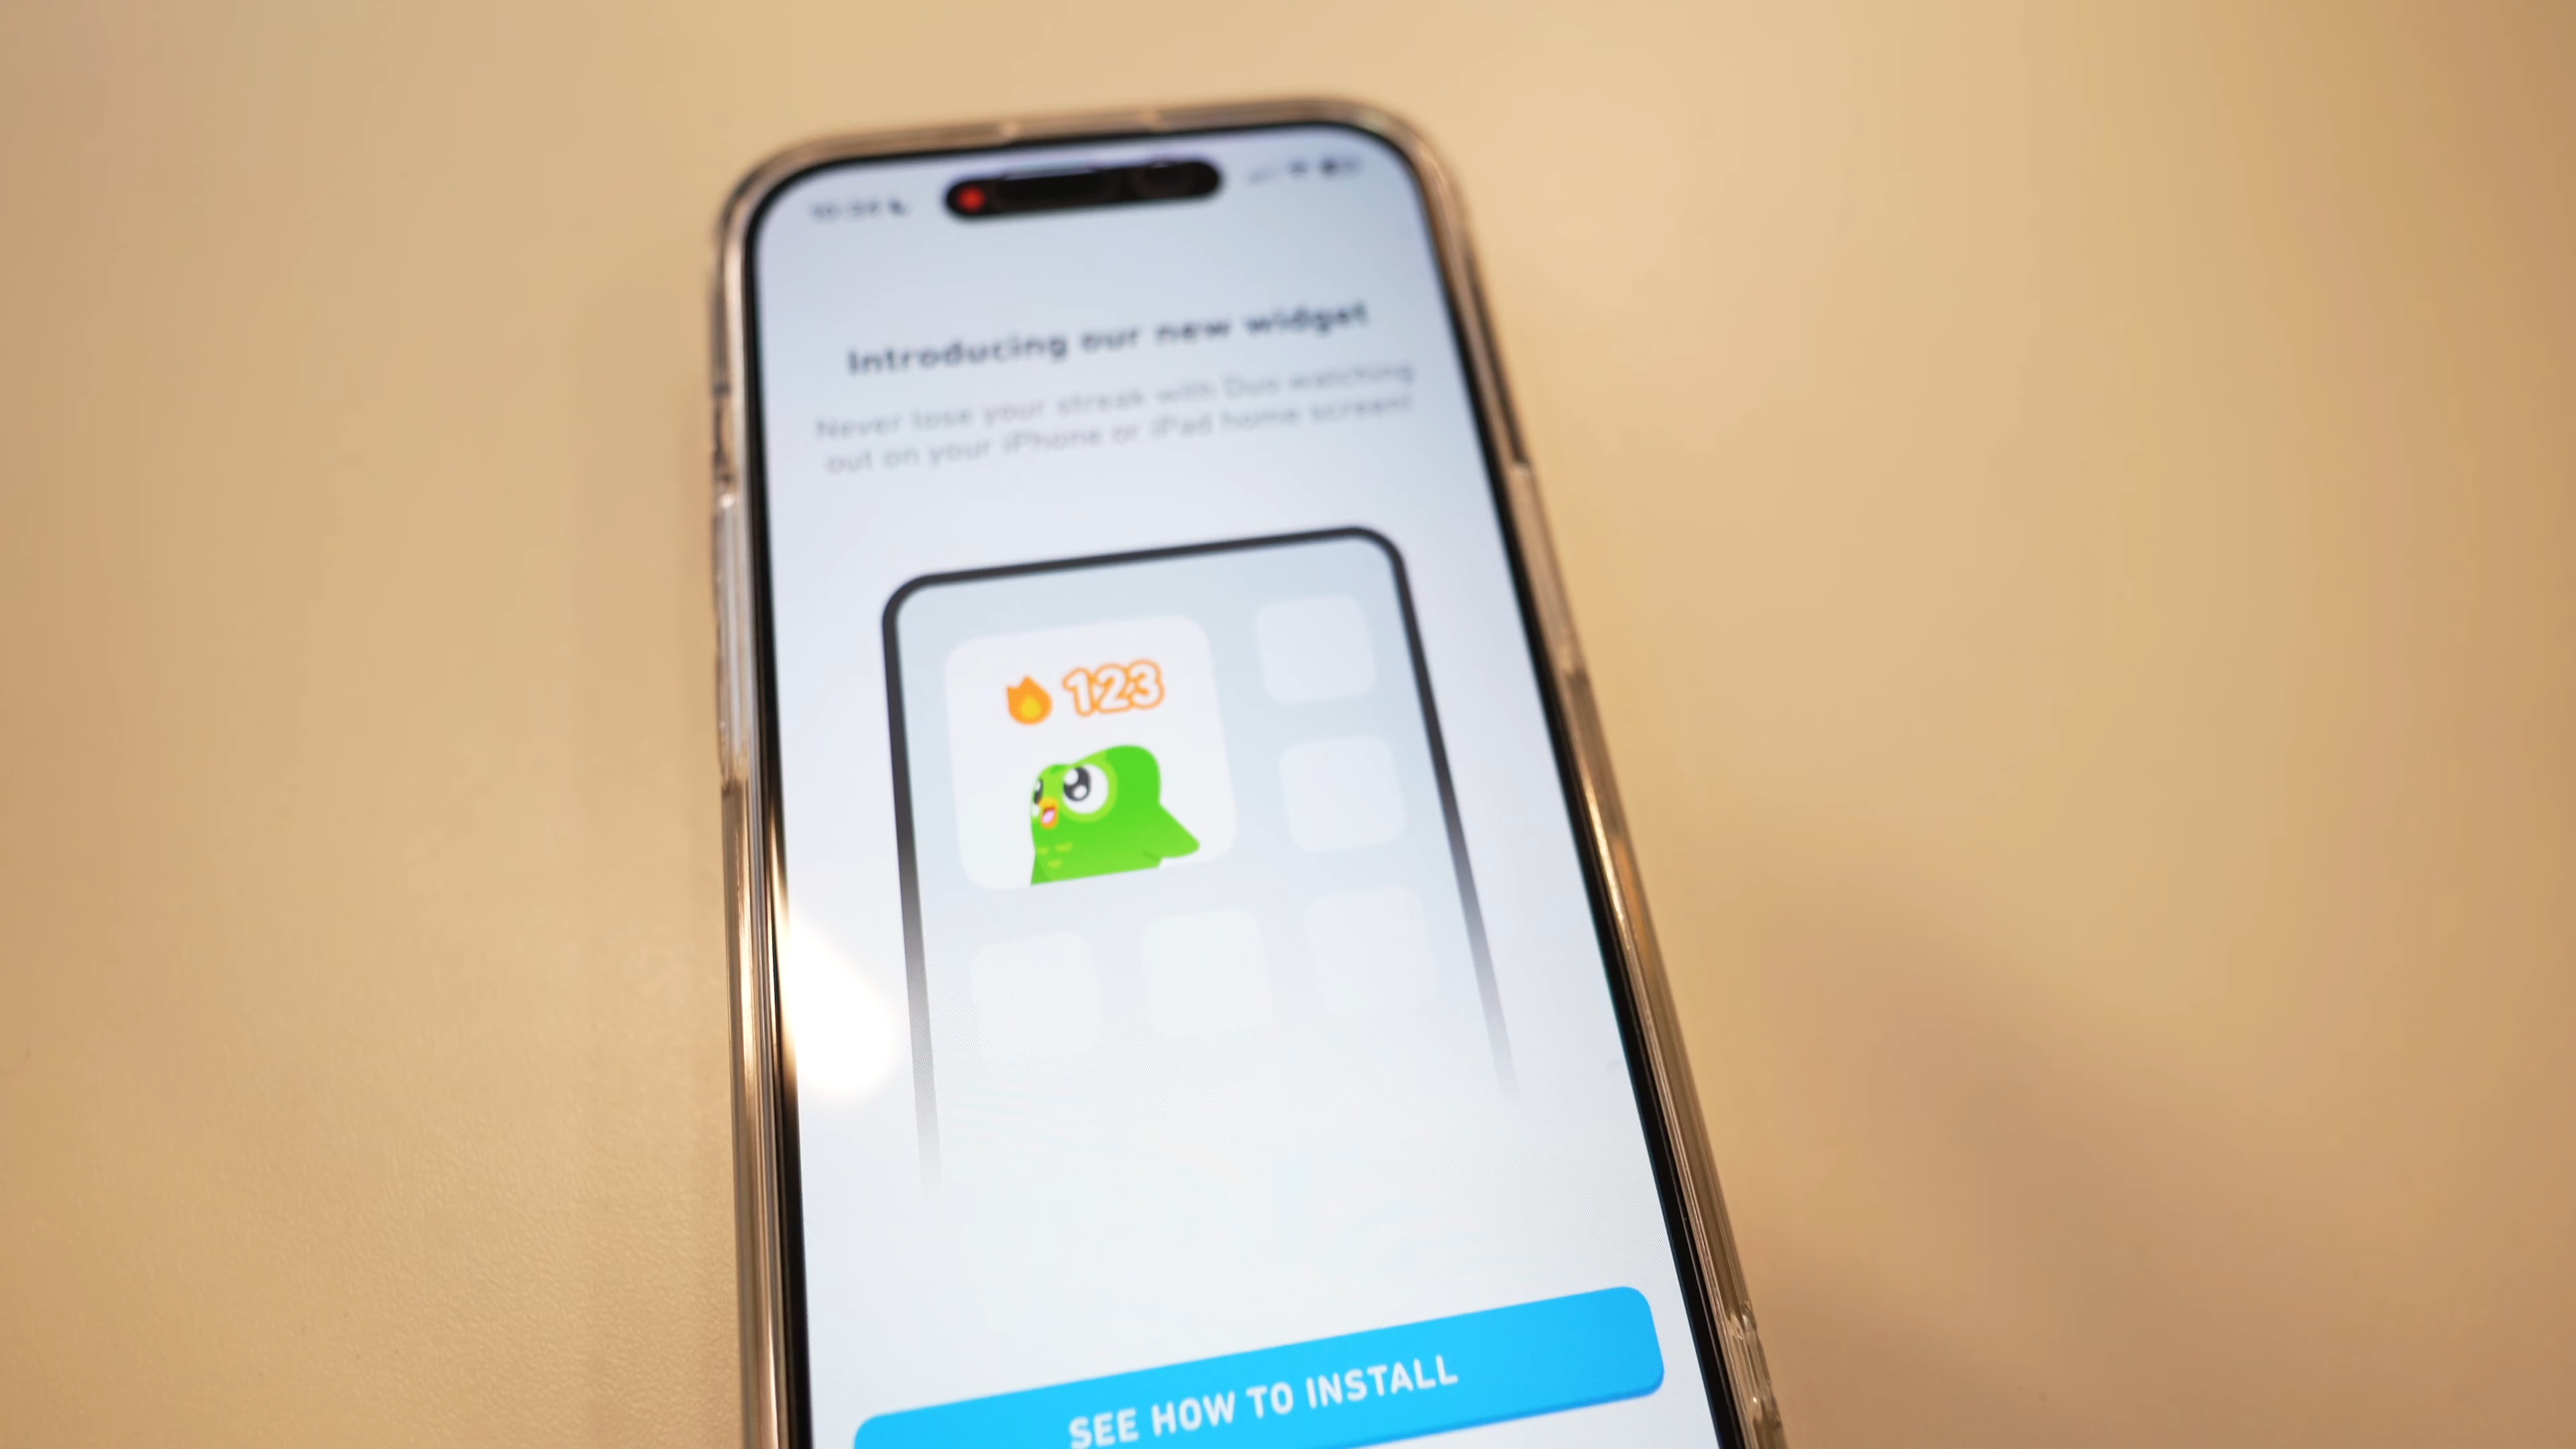 Introducing our new widget
Never lose your streak with Duo watching
out on your iPhone or iPad home screen!
123
SEE HOW TO INSTALL